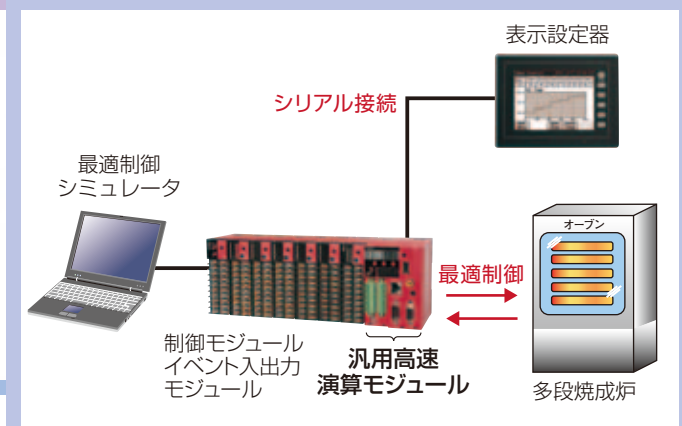 表示設定器
シリアル接続
最適制御
シミュレータ
オーブン
最適制御
制御モジュール
イベント入出力
モジュール
汎用高速
演算モジュール
多段焼成炉